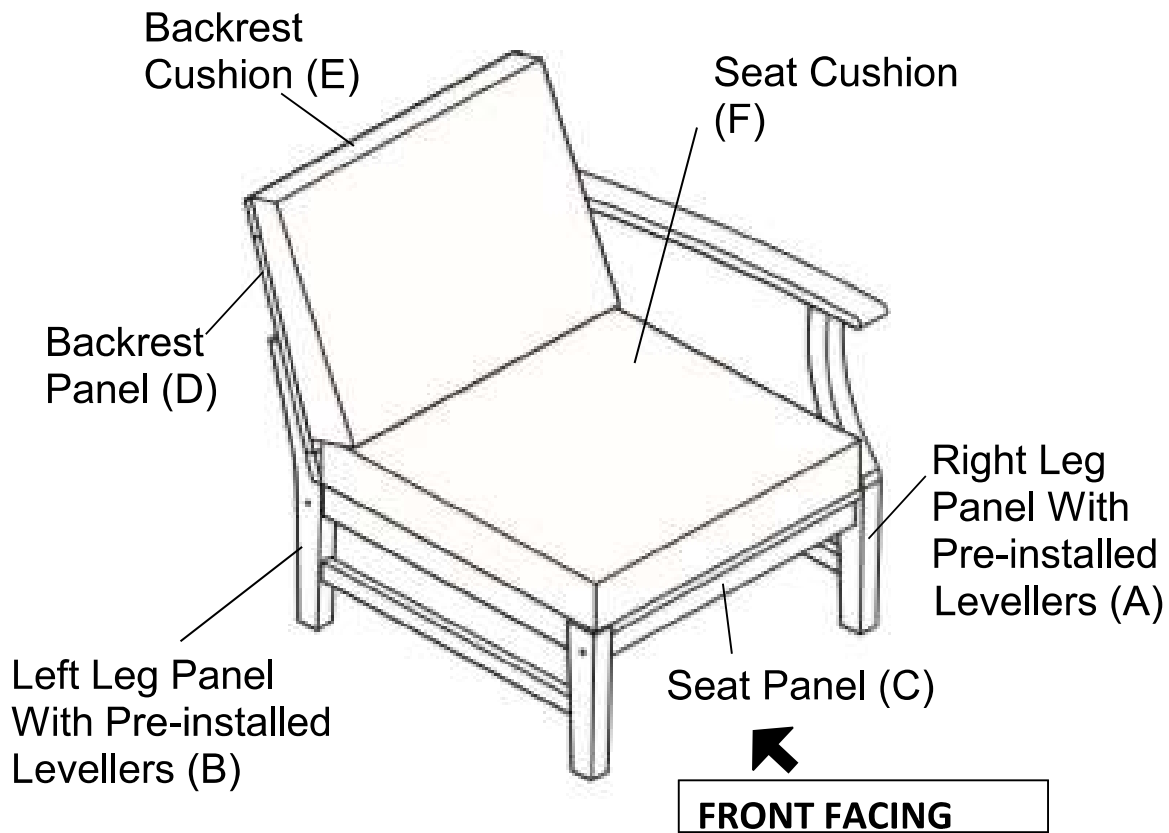 Backrest
Cushion (E)
Seat Cushion
(F)
Backrest
Panel (D)
Right Leg
Panel With
Pre-installed
Levellers (A)
Left Leg Panel
With Pre-installed
Levellers (B)
Seat Panel (C)
FRONT FACING